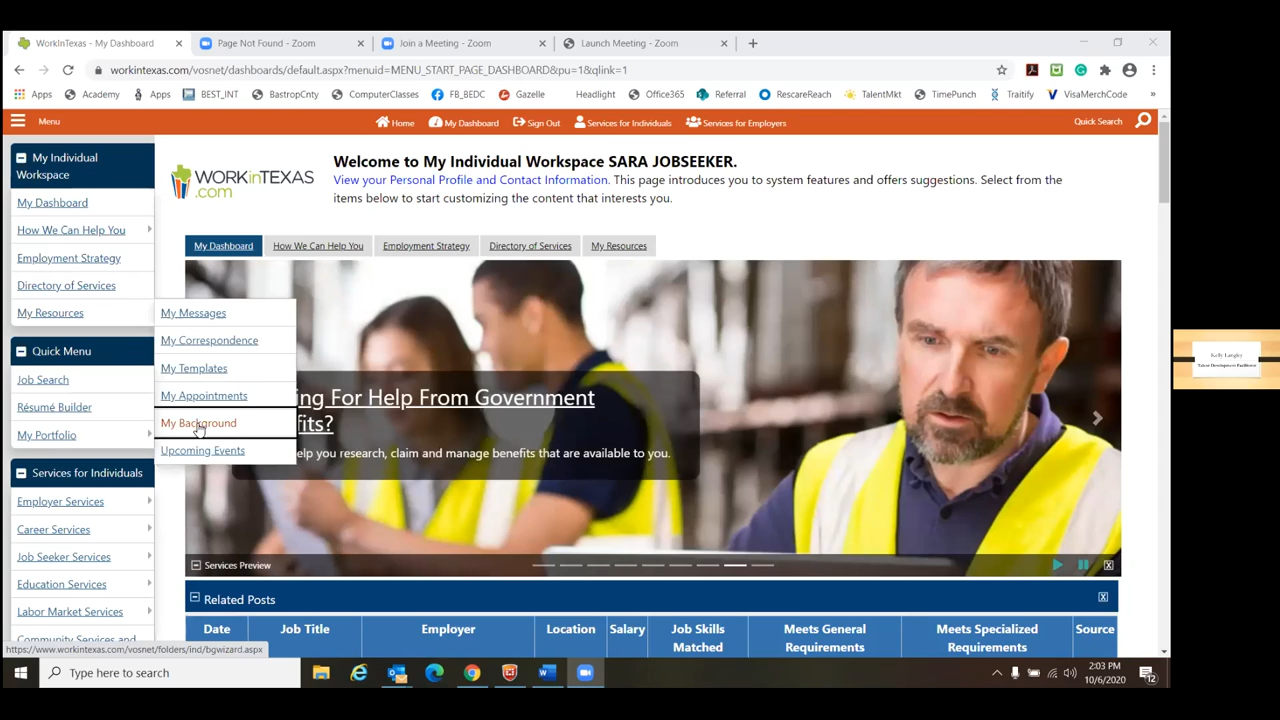 WorkInTexas - My Dashboard
Page Not Found - Zoom
Join a Meeting - Zoom
Launch Meeting - Zoom
workintexas.com/vosnet/dashboards/default.aspx?menuid=MENU_START_PAGE_DASHBOARD&pu=1&qlink=1
Apps Academy Apps BEST_INT BastropCnty ComputerClasses FB_BEDC Gazelle Headlight Office365 Referral RescareReach TalentMkt TimePunch Traitify VisaMerchCode »
Menu Home My Dashboard Sign Out Services for Individuals Services for Employers Quick Search
My Individual
Workspace
My Dashboard
How We Can Help You
Employment Strategy
Directory of Services
My Resources
My Messages
My Correspondence
My Templates
My Appointments
My Background
Upcoming Events
Quick Menu
Job Search
Résumé Builder
My Portfolio
Services for Individuals
Employer Services
Career Services
Job Seeker Services
Education Services
Labor Market Services
Community Services and
https://www.workintexas.com/vosnet/folders/ind/bgwizard.aspx
WORKinTEXAS
.com
Welcome to My Individual Workspace SARA JOBSEEKER.
View your Personal Profile and Contact Information. This page introduces you to system features and offers suggestions. Select from the
items below to start customizing the content that interests you.
My Dashboard How We Can Help You Employment Strategy Directory of Services My Resources
ing For Help From Government
fits?
elp you research, claim and manage benefits that are available to you.
Services Preview
Related Posts
Date Job Title Employer Location Salary Job Skills Matched Meets General Requirements Meets Specialized Requirements Source
Kelly Langley
Talent Development Facilitator
Type here to search
2:03 PM
10/6/2020
12